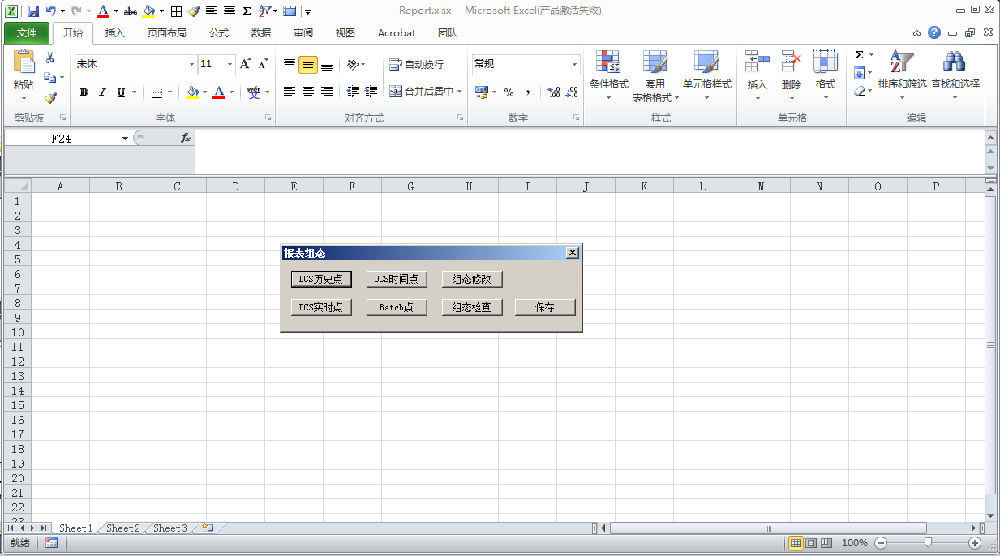 Report.xlsx - Microsoft Excel(产品激活失败)
文件 开始 插入 页面布局 公式 数据 审阅 视图 Acrobat 团队
宋体 11 A A 自动换行 常规 Σ
粘贴 条件格式 套用 表格格式 单元格样式 插入 删除 格式 排序和筛选 查找和选择
B I U A wén 文 合并后居中 % , .00 .00
剪贴板 字体 对齐方式 数字 样式 单元格 编辑
F24 fx
A B C D E F G H I J K L M N O P
1
2
3
4
报表组态
5
6
DCS历史点 DCS时间点 组态修改
7
8
DCS实时点 Batch点 组态检查 保存
9
10
11
12
13
14
15
16
17
18
19
20
21
22
23
Sheet1 Sheet2 Sheet3
就绪 100%